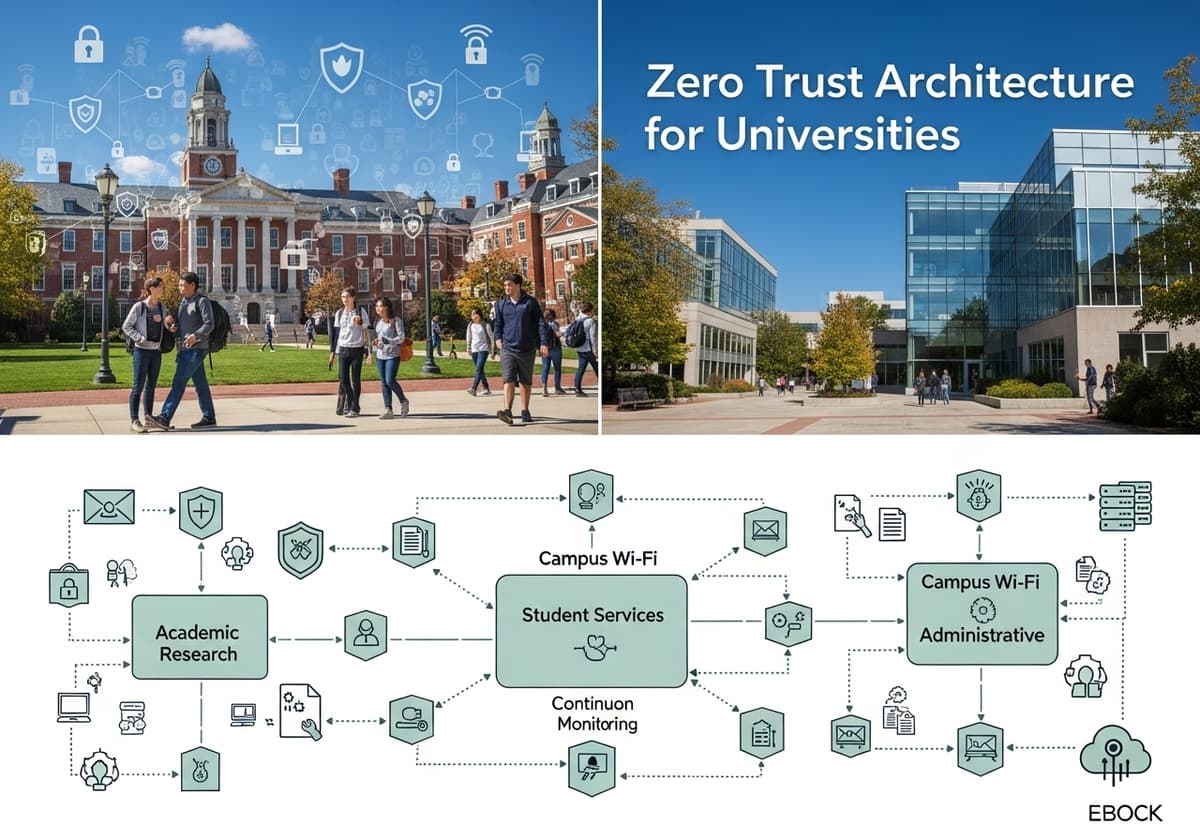 Zero Trust Architecture
for Universities
Campus Wi-Fi
Student Services
Continuon
Monitoring
Academic
Research
Campus Wi-Fi
Administrative
EBOCK